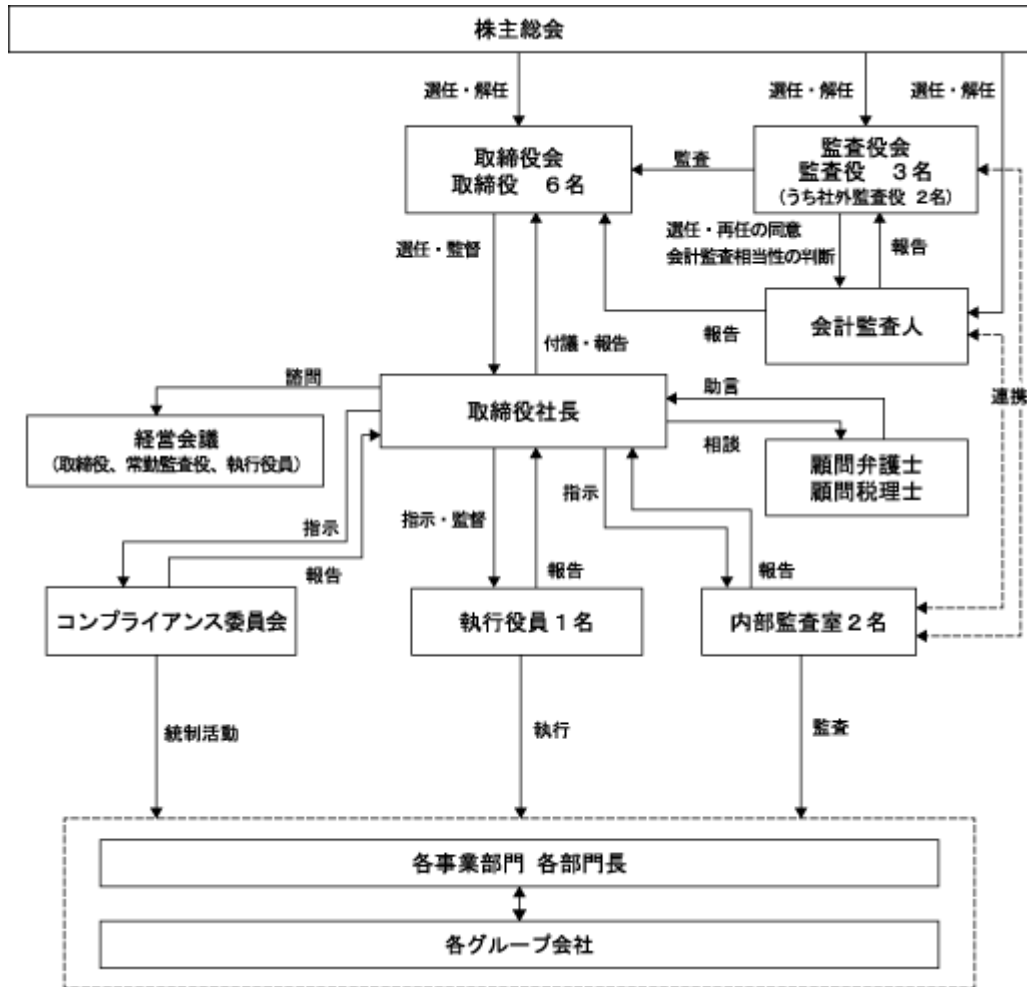 株主総会
選任・解任
選任・解任
選任・解任
取締役会
取締役　６名
監査
監査役会
監査役　３名
(うち社外監査役 2名)
選任・監督
選任・再任の同意
会計監査相当性の判断
報告
付議・報告
報告
会計監査人
諮問
取締役社長
助言
相談
連携
経営会議
(取締役、常勤監査役、執行役員)
顧問弁護士
顧問税理士
指示
報告
指示・監督
報告
指示
報告
コンプライアンス委員会
執行役員１名
内部監査室２名
統制活動
執行
監査
各事業部門 各部門長
各グループ会社